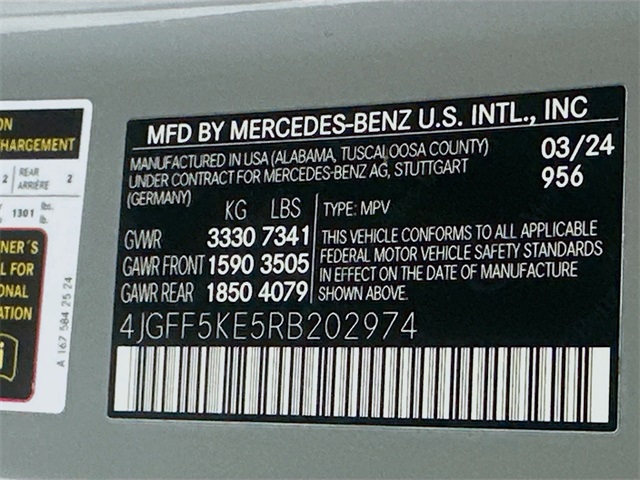 ON
CHARGEMENT
2 REAR ARRIÈRE 2
1301 lbs. lb.
NER´S
L FOR
ONAL
ATION
i
A 167 584 25 24
MFD BY MERCEDES-BENZ U.S. INTL., INC
MANUFACTURED IN USA (ALABAMA, TUSCALOOSA COUNTY)
UNDER CONTRACT FOR MERCEDES-BENZ AG, STUTTGART
(GERMANY)
03/24
956
KG LBS
GVWR 3330 7341
GAWR FRONT 1590 3505
GAWR REAR 1850 4079
TYPE: MPV
THIS VEHICLE CONFORMS TO ALL APPLICABLE
FEDERAL MOTOR VEHICLE SAFETY STANDARDS
IN EFFECT ON THE DATE OF MANUFACTURE
SHOWN ABOVE.
4JGFF5KE5RB202974